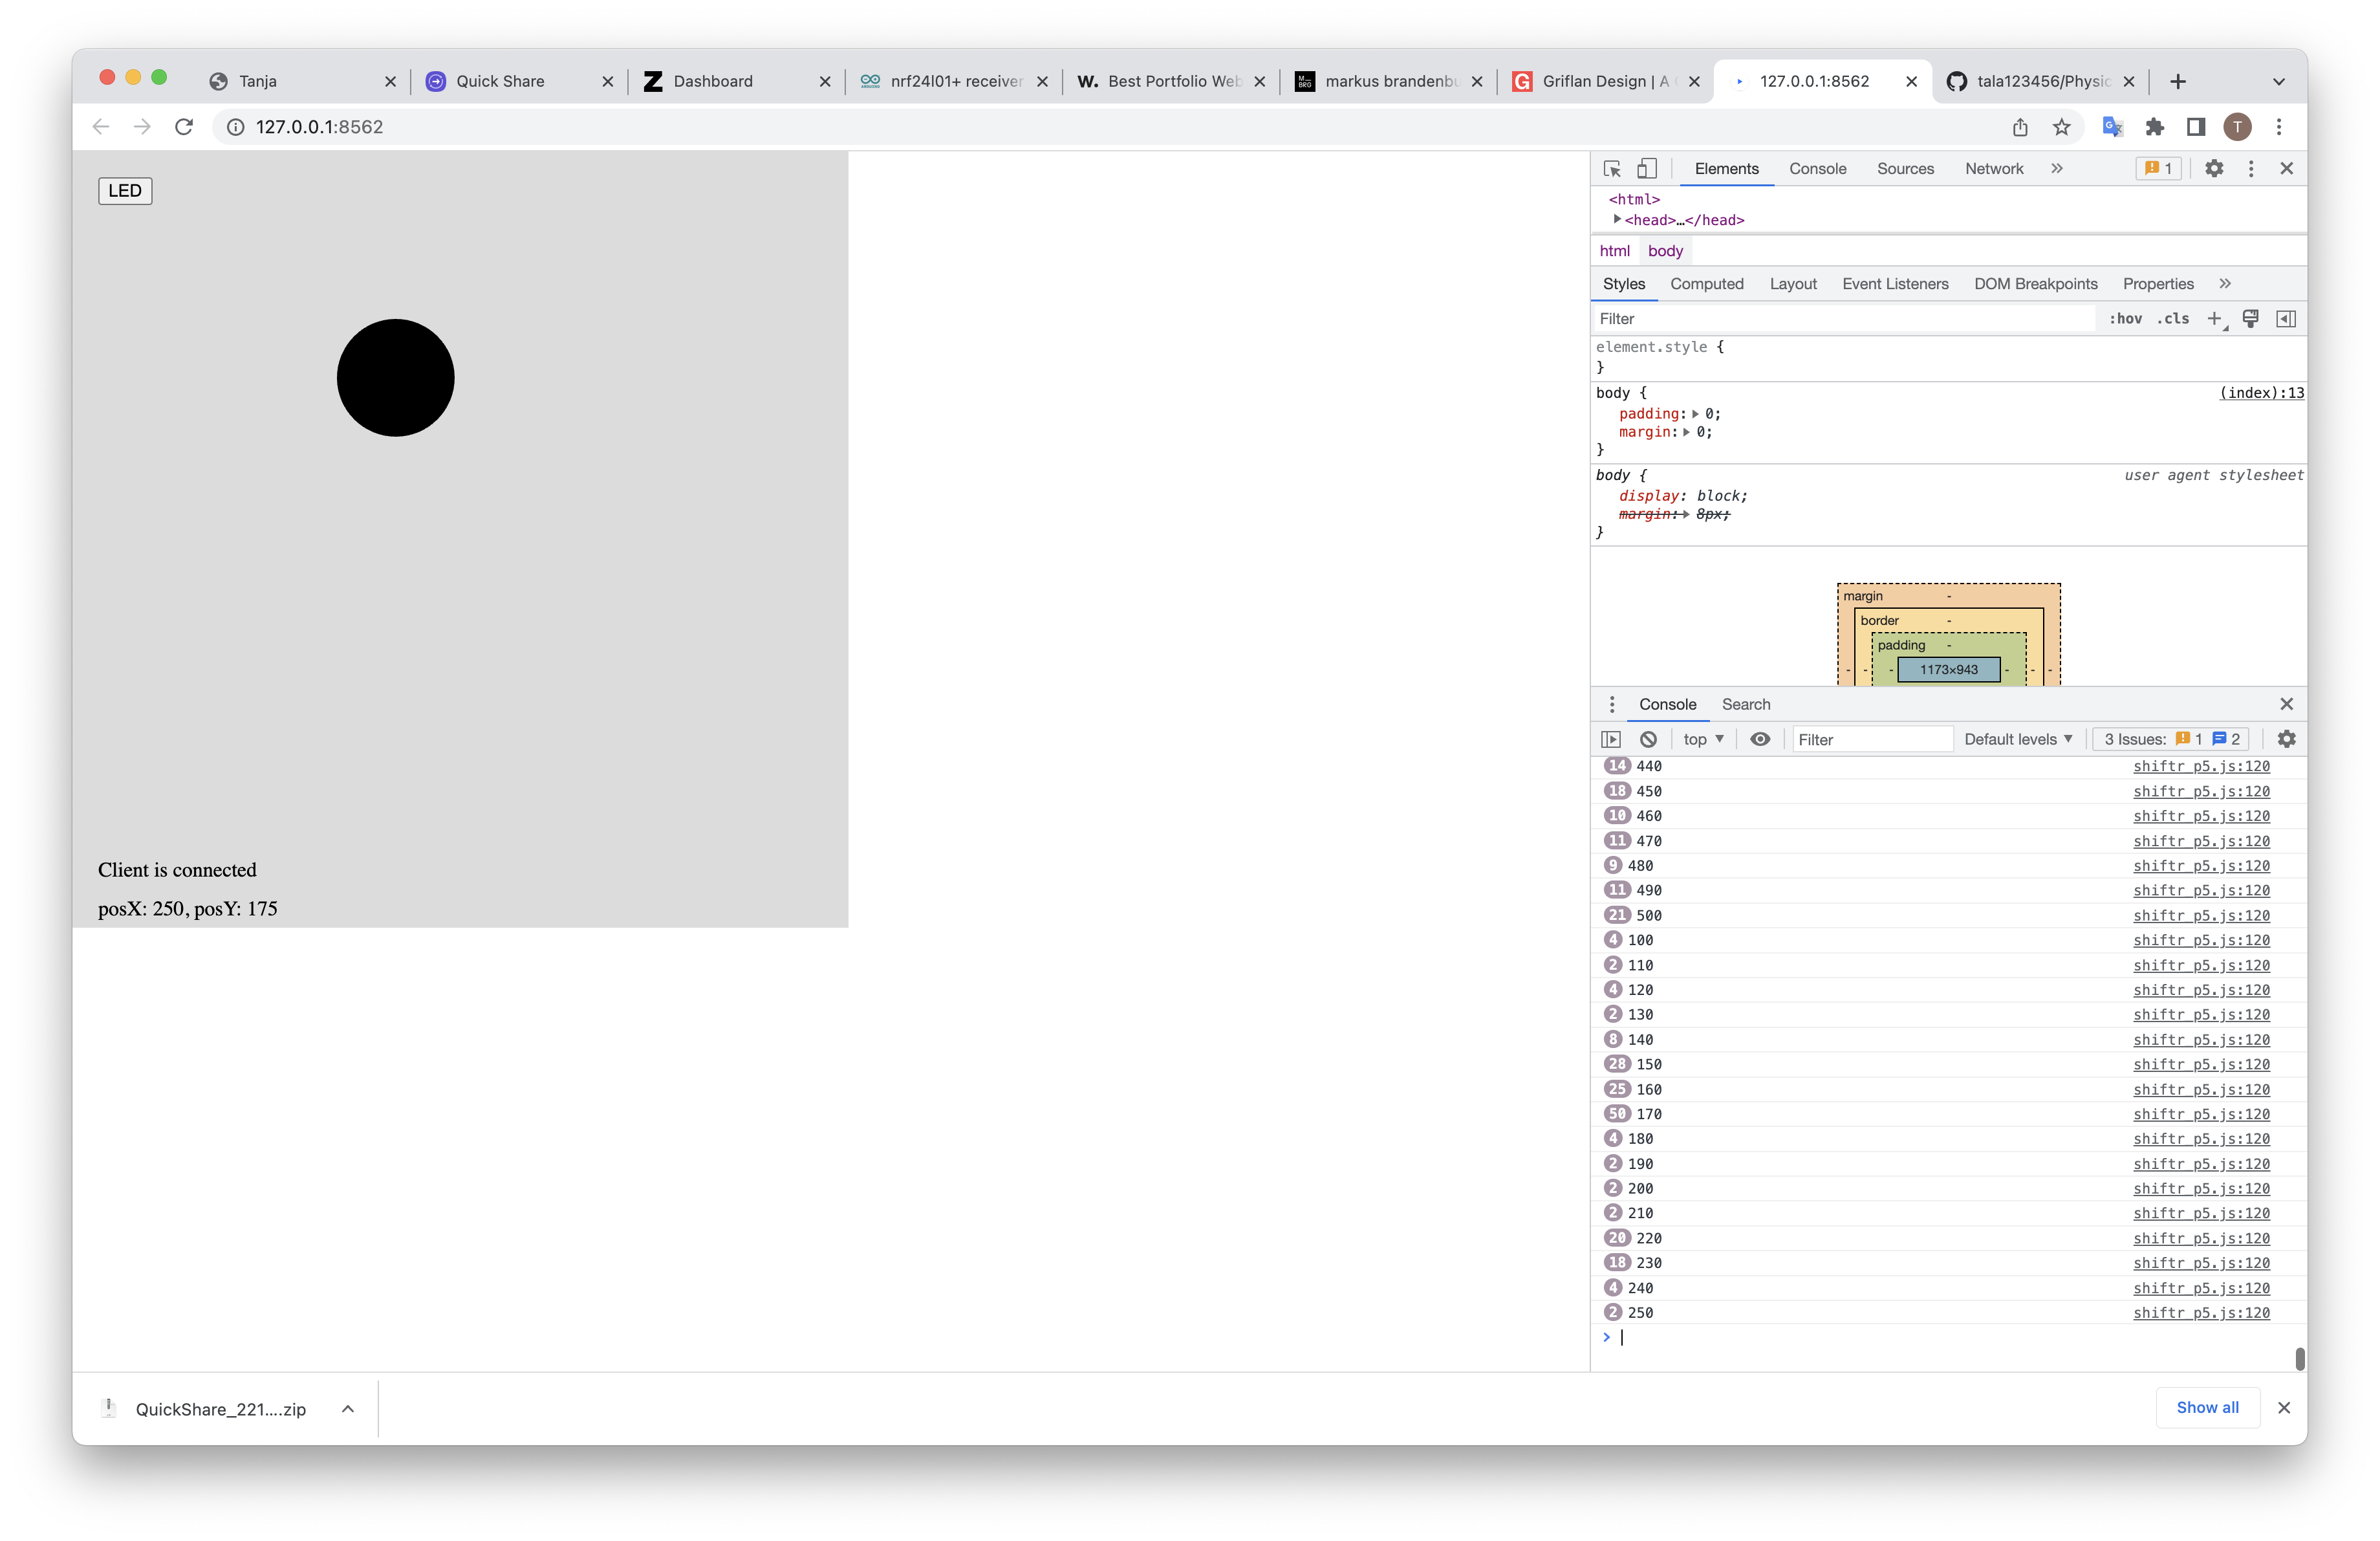 Tanja
Quick Share
Dashboard
nrf24l01+ receiver
W. Best Portfolio Web
M__ BRG markus brandenbu
G Griflan Design | A
127.0.0.1:8562
tala123456/Physic
127.0.0.1:8562
T
LED
Client is connected
posX: 250, posY: 175
Elements Console Sources Network » 1
<html>
<head>…</head>
html body
Styles Computed Layout Event Listeners DOM Breakpoints Properties »
Filter :hov .cls
element.style {
}
body { (index):13
padding: 0;
margin: 0;
}
body { user agent stylesheet
display: block;
margin: 8px;
}
margin -
border -
padding -
- - - 1173×943 - - -
Console Search
top Filter Default levels 3 Issues: 1 2
14 440 shiftr_p5.js:120
18 450 shiftr_p5.js:120
10 460 shiftr_p5.js:120
11 470 shiftr_p5.js:120
9 480 shiftr_p5.js:120
11 490 shiftr_p5.js:120
21 500 shiftr_p5.js:120
4 100 shiftr_p5.js:120
2 110 shiftr_p5.js:120
4 120 shiftr_p5.js:120
2 130 shiftr_p5.js:120
8 140 shiftr_p5.js:120
28 150 shiftr_p5.js:120
25 160 shiftr_p5.js:120
50 170 shiftr_p5.js:120
4 180 shiftr_p5.js:120
2 190 shiftr_p5.js:120
2 200 shiftr_p5.js:120
2 210 shiftr_p5.js:120
20 220 shiftr_p5.js:120
18 230 shiftr_p5.js:120
4 240 shiftr_p5.js:120
2 250 shiftr_p5.js:120
>
QuickShare_221....zip
Show all